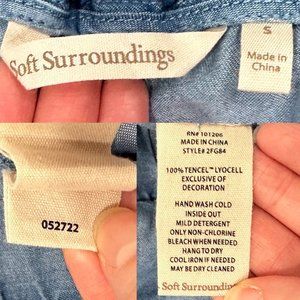 Soft Surroundings
S
Made in
China
052722
RN# 101206
MADE IN CHINA
STYLE# 2FG84
100% TENCEL™ LYOCELL
EXCLUSIVE OF
DECORATION
HAND WASH COLD
INSIDE OUT
MILD DETERGENT
ONLY NON-CHLORINE
BLEACH WHEN NEEDED
HANG TO DRY
COOL IRON IF NEEDED
MAY BE DRY CLEANED
Soft Surroundings